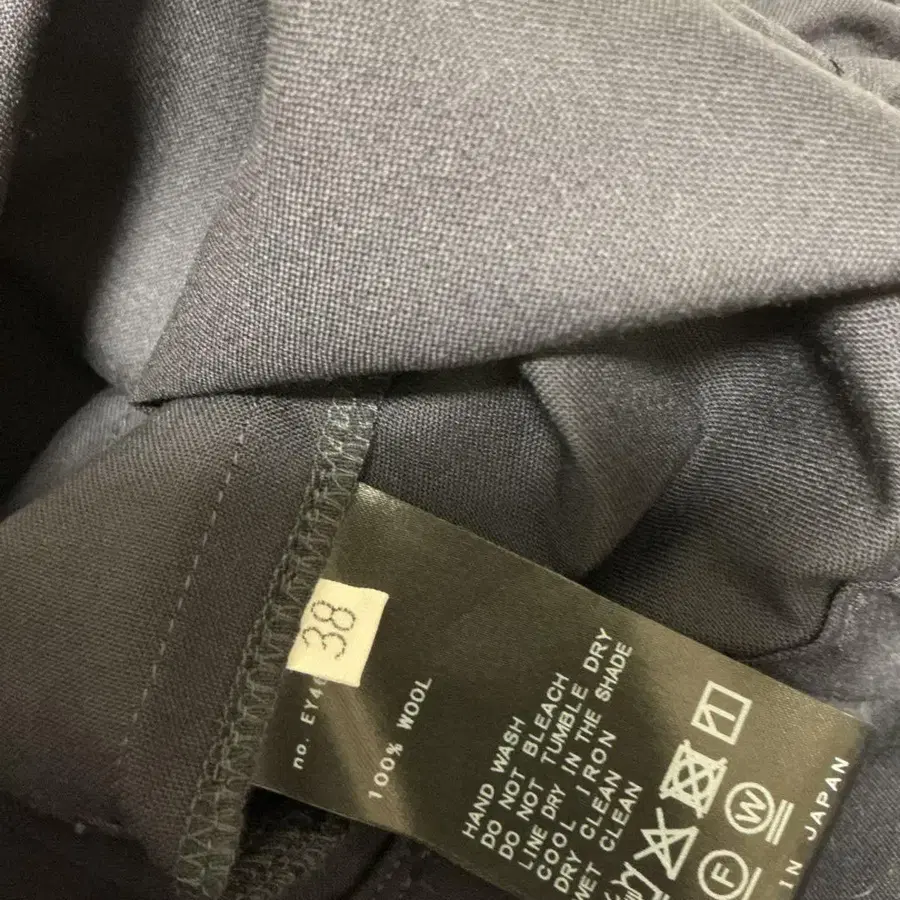 38
no. EY4
100% WOOL
HAND WASH
DO NOT BLEACH
DO NOT TUMBLE DRY
LINE DRY IN THE SHADE
COOL IRON
DRY CLEAN
WET CLEAN
W
F
IN JAPAN